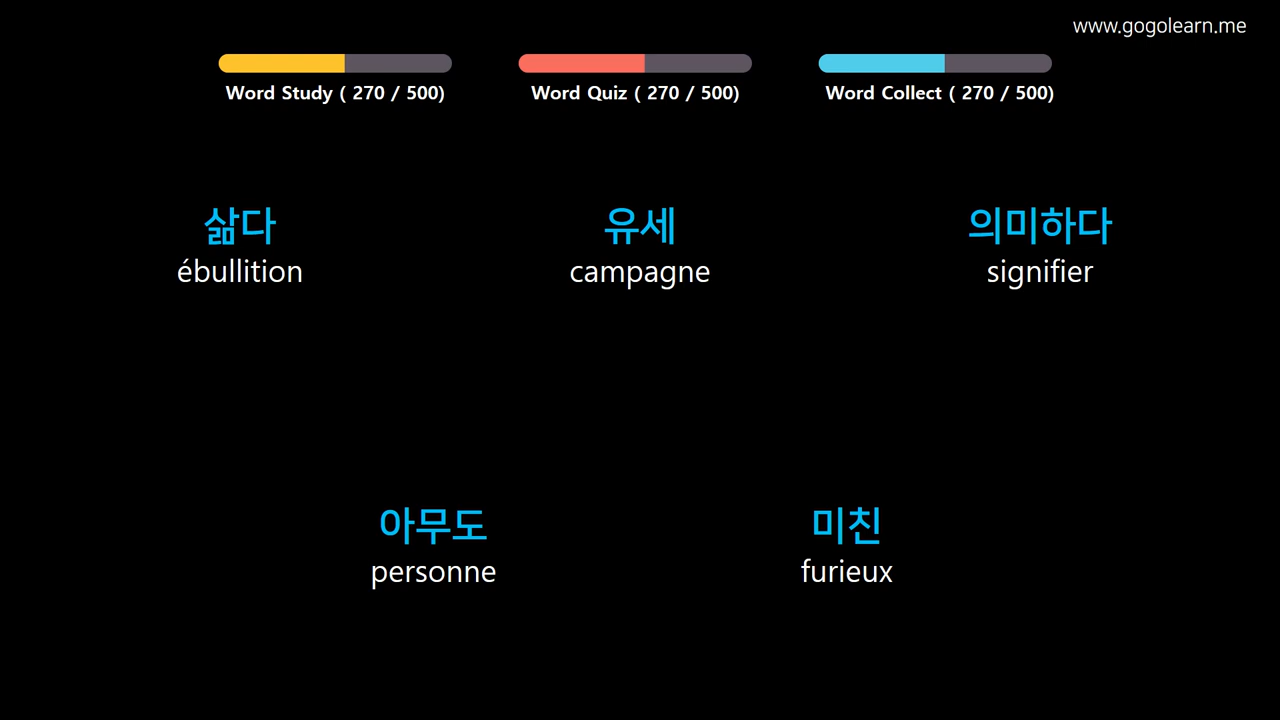 www.gogolearn.me
Word Study ( 270 / 500)
Word Quiz ( 270 / 500)
Word Collect ( 270 / 500)
삶다
ébullition
유세
campagne
의미하다
signifier
아무도
personne
미친
furieux